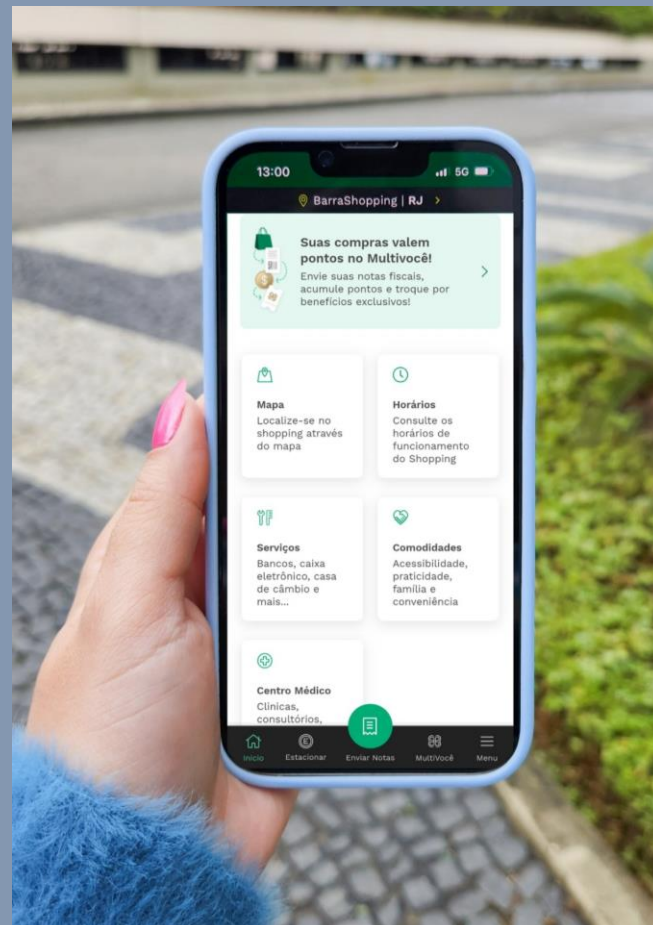 13:00
5G
BarraShopping | RJ >
Suas compras valem
pontos no Multivocê!
Envie suas notas fiscais,
acumule pontos e troque por
benefícios exclusivos!
Mapa
Localize-se no
shopping através
do mapa
Horários
Consulte os
horários de
funcionamento
do Shopping
Serviços
Bancos, caixa
eletrônico, casa
de câmbio e
mais...
Comodidades
Acessibilidade,
praticidade,
família e
conveniência
Centro Médico
Clinicas,
consultórios,
Início
Estacionar
Enviar Notas
MultiVocê
Menu